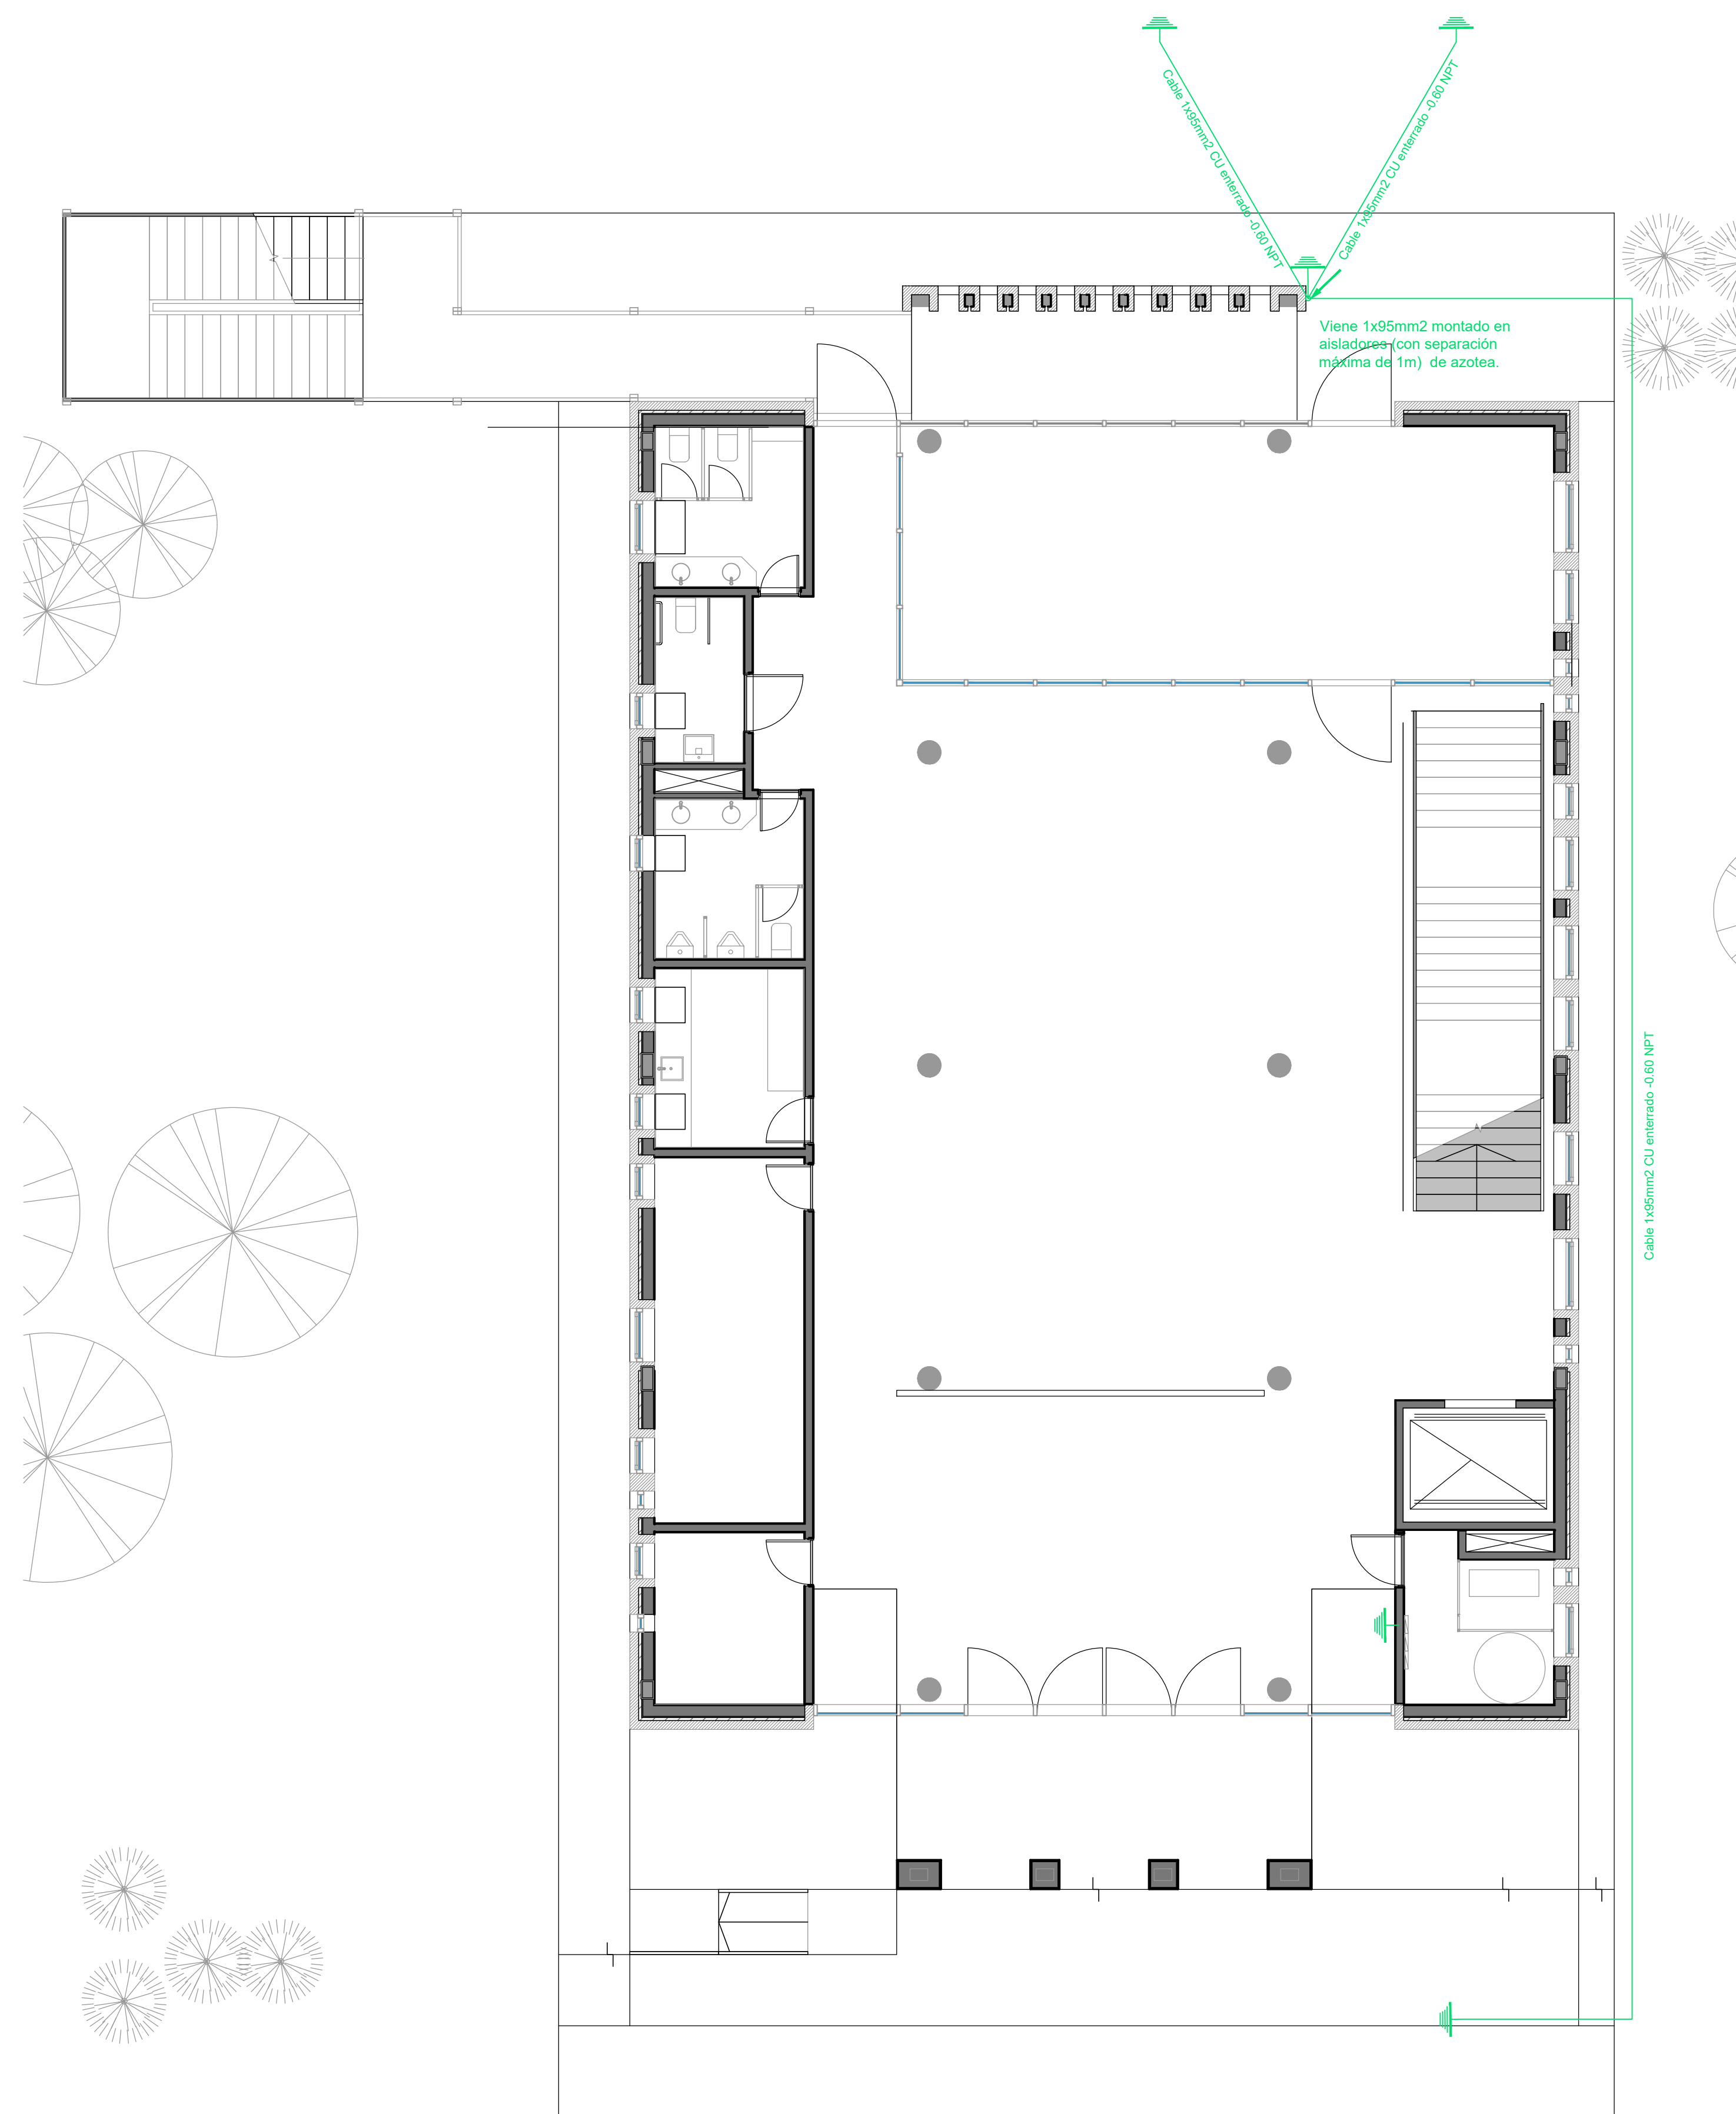 Cable 1x95mm2 CU enterrado -0.60 NPT
Cable 1x95mm2 CU enterrado -0.60 NPT
Viene 1x95mm2 montado en
aisladores (con separación
máxima de 1m) de azotea.
Cable 1x95mm2 CU enterrado -0.60 NPT